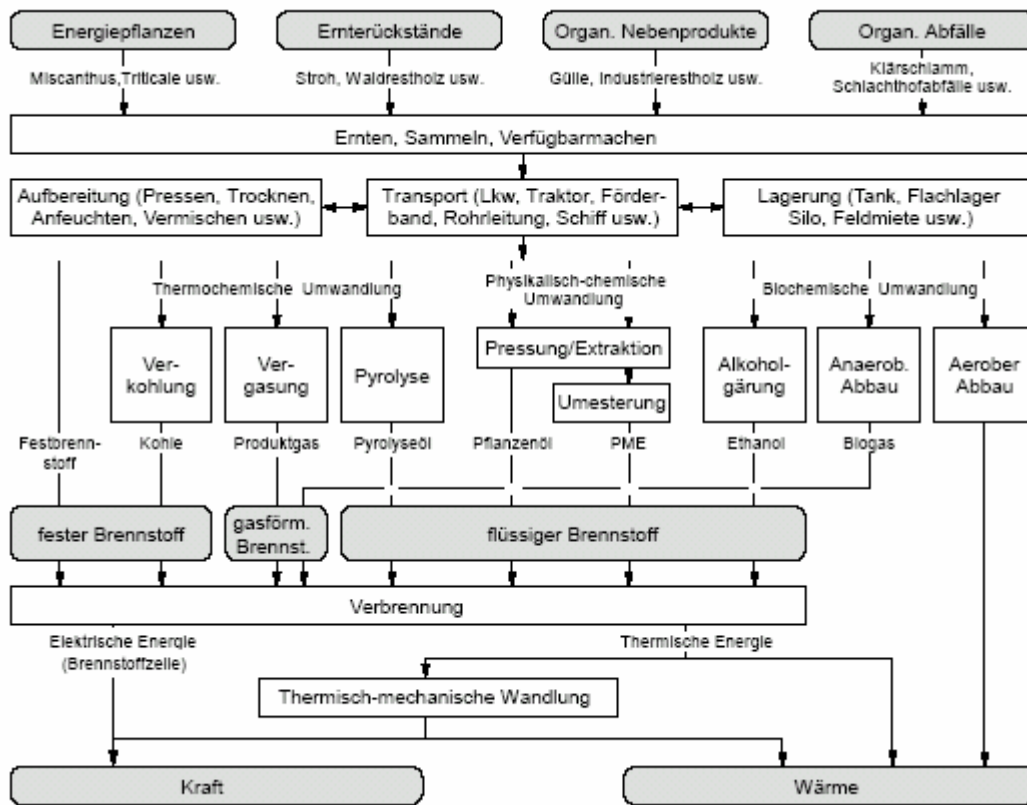 Energiepflanzen
Ernterückstände
Organ. Nebenprodukte
Organ. Abfälle
Miscanthus,Triticale usw.
Stroh, Waldrestholz usw.
Gülle, Industrierestholz usw.
Klärschlamm,
Schlachthofabfälle usw.
Ernten, Sammeln, Verfügbarmachen
Aufbereitung (Pressen, Trocknen,
Anfeuchten, Vermischen usw.)
Transport (Lkw, Traktor, Förder-
band, Rohrleitung, Schiff usw.)
Lagerung (Tank, Flachlager
Silo, Feldmiete usw.)
Thermochemische Umwandlung
Physikalisch-chemische
Umwandlung
Biochemische Umwandlung
Ver-
kohlung
Ver-
gasung
Pyrolyse
Pressung/Extraktion
Umesterung
Alkohol-
gärung
Anaerob.
Abbau
Aerober
Abbau
Festbrenn-
stoff
Kohle
Produktgas
Pyrolyseöl
Pflanzenöl
PME
Ethanol
Biogas
fester Brennstoff
gasförm.
Brennst.
flüssiger Brennstoff
Verbrennung
Elektrische Energie
(Brennstoffzelle)
Thermische Energie
Thermisch-mechanische Wandlung
Kraft
Wärme